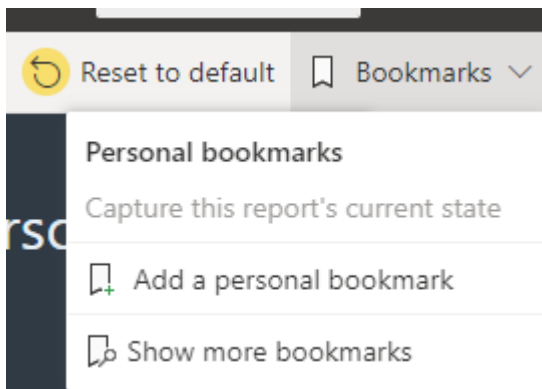 Reset to default
Bookmarks
Personal bookmarks
Capture this report's current state
Add a personal bookmark
Show more bookmarks